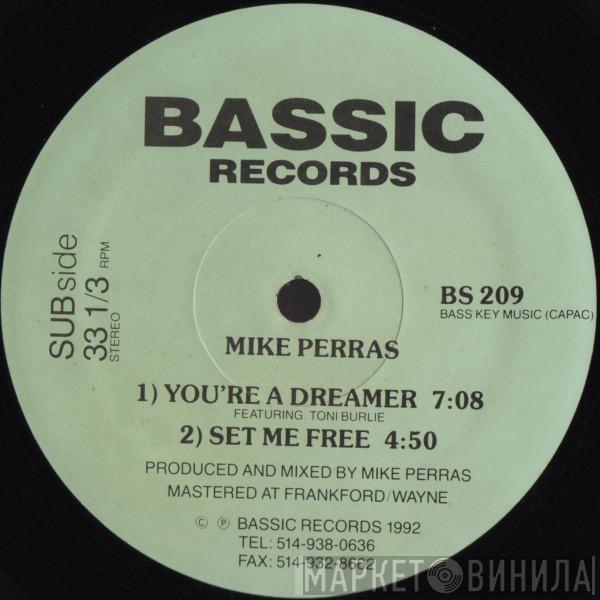 BASSIC
RECORDS
SUBside
33 1/3 RPM
STEREO
BS 209
BASS KEY MUSIC (CAPAC)
MIKE PERRAS
1) YOU'RE A DREAMER 7:08
FEATURING. TONI BURLIE
2) SET ME FREE 4:50
PRODUCED AND MIXED BY MIKE PERRAS
MASTERED AT FRANKFORD/WAYNE
© ℗ BASSIC RECORDS 1992
TEL: 514-938-0636
FAX: 514-932-8662
МАРКЕТ ВИНИЛА